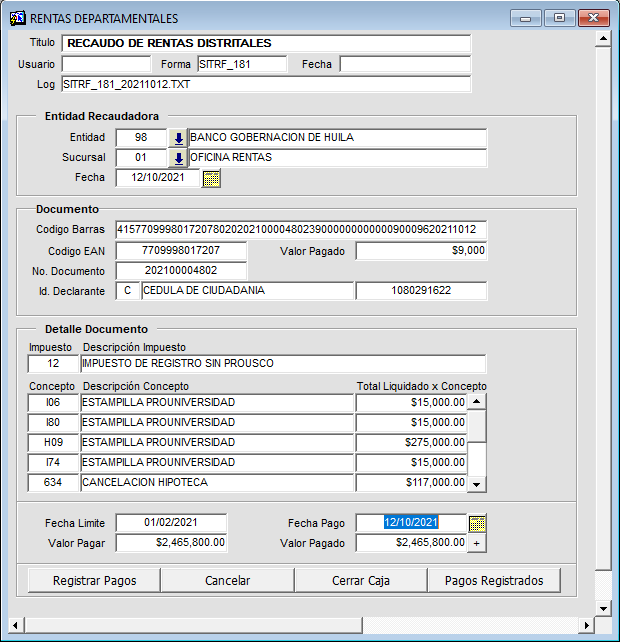 RENTAS DEPARTAMENTALES
Titulo RECAUDO DE RENTAS DISTRITALES
Usuario Forma SITRF_181 Fecha
Log SITRF_181_20211012.TXT
Entidad Recaudadora
Entidad 98 BANCO GOBERNACION DE HUILA
Sucursal 01 OFICINA RENTAS
Fecha 12/10/2021
Documento
Codigo Barras 4157709998017207802020210000480239000000000000090009620211012
Codigo EAN 7709998017207 Valor Pagado $9,000
No. Documento 202100004802
Id. Declarante C CEDULA DE CIUDADANIA 1080291622
Detalle Documento
Impuesto Descripción Impuesto
12 IMPUESTO DE REGISTRO SIN PROUSCO
Concepto Descripción Concepto Total Liquidado x Concepto
I06 ESTAMPILLA PROUNIVERSIDAD $15,000.00
I80 ESTAMPILLA PROUNIVERSIDAD $15,000.00
H09 ESTAMPILLA PROUNIVERSIDAD $275,000.00
I74 ESTAMPILLA PROUNIVERSIDAD $15,000.00
634 CANCELACION HIPOTECA $117,000.00
Fecha Limite 01/02/2021 Fecha Pago 12/10/2021
Valor Pagar $2,465,800.00 Valor Pagado $2,465,800.00 +
Registrar Pagos Cancelar Cerrar Caja Pagos Registrados